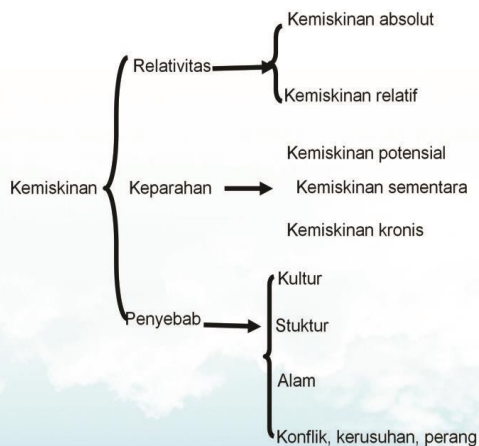 Kemiskinan absolut
Relativitas
Kemiskinan relatif
Kemiskinan potensial
Kemiskinan
Keparahan
Kemiskinan sementara
Kemiskinan kronis
Kultur
Penyebab
Stuktur
Alam
Konflik, kerusuhan, perang